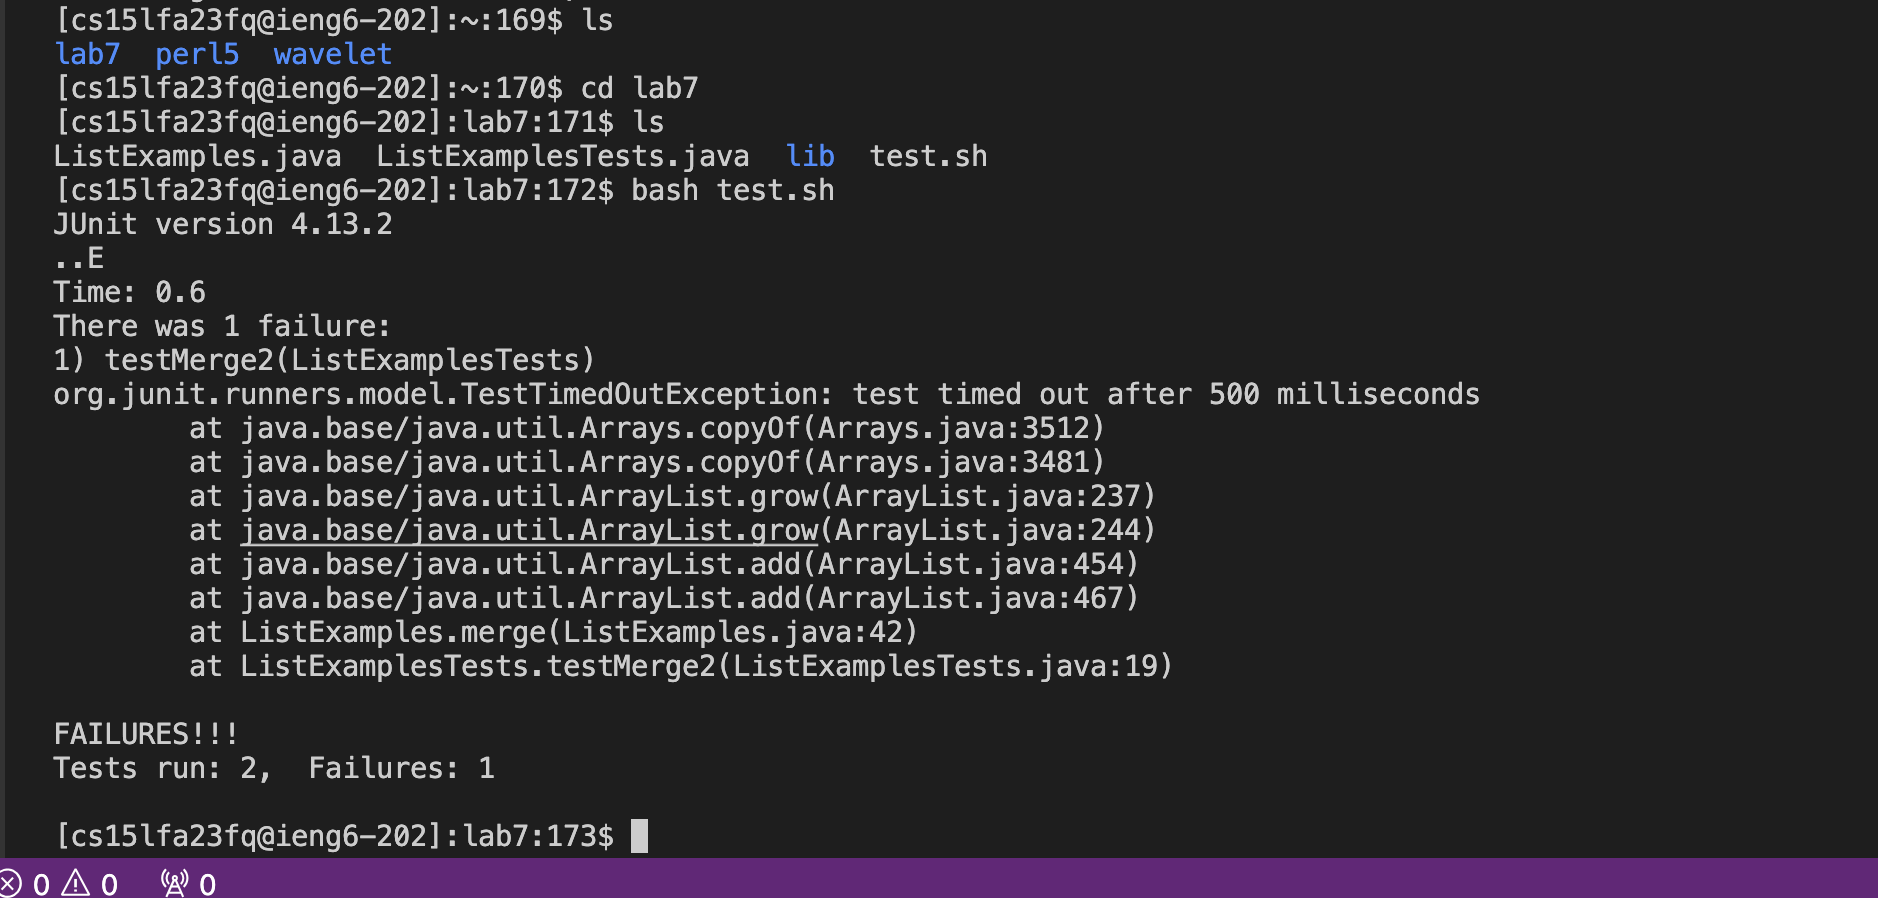 [cs15lfa23fq@ieng6-202]:~:169$ ls
lab7  perl5  wavelet
[cs15lfa23fq@ieng6-202]:~:170$ cd lab7
[cs15lfa23fq@ieng6-202]:lab7:171$ ls
ListExamples.java  ListExamplesTests.java  lib  test.sh
[cs15lfa23fq@ieng6-202]:lab7:172$ bash test.sh
JUnit version 4.13.2
..E
Time: 0.6
There was 1 failure:
1) testMerge2(ListExamplesTests)
org.junit.runners.model.TestTimedOutException: test timed out after 500 milliseconds
        at java.base/java.util.Arrays.copyOf(Arrays.java:3512)
        at java.base/java.util.Arrays.copyOf(Arrays.java:3481)
        at java.base/java.util.ArrayList.grow(ArrayList.java:237)
        at java.base/java.util.ArrayList.grow(ArrayList.java:244)
        at java.base/java.util.ArrayList.add(ArrayList.java:454)
        at java.base/java.util.ArrayList.add(ArrayList.java:467)
        at ListExamples.merge(ListExamples.java:42)
        at ListExamplesTests.testMerge2(ListExamplesTests.java:19)
FAILURES!!!
Tests run: 2,  Failures: 1
[cs15lfa23fq@ieng6-202]:lab7:173$
0 0 0